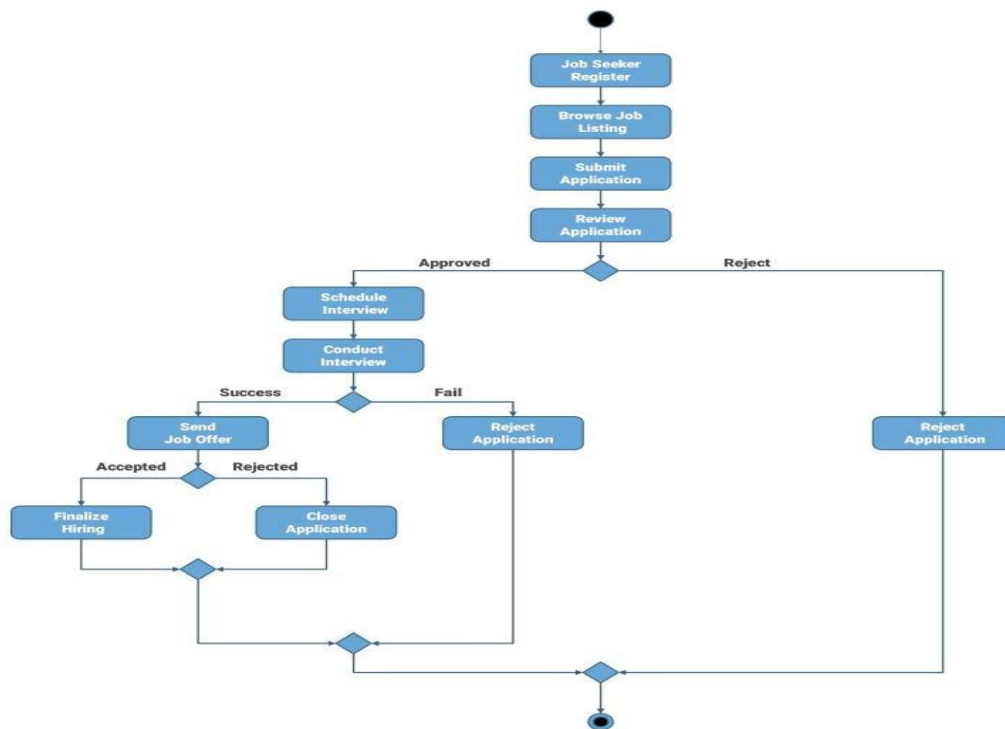 Job Seeker
Register
Browse Job
Listing
Submit
Application
Review
Application
Approved
Reject
Schedule
Interview
Conduct
Interview
Success
Fail
Send
Job Offer
Reject
Application
Reject
Application
Accepted
Rejected
Finalize
Hiring
Close
Application